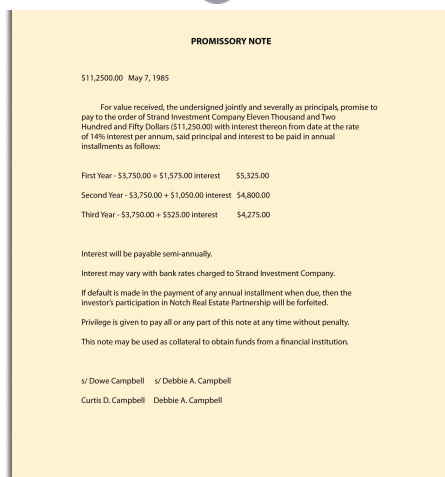 PROMISSORY NOTE
$11,2500.00 May 7, 1985
For value received, the undersigned jointly and severally as principals, promise to
pay to the order of Strand Investment Company Eleven Thousand and Two
Hundred and Fifty Dollars ($11,250.00) with interest thereon from date at the rate
of 14% interest per annum, said principal and interest to be paid in annual
installments as follows:
First Year - $3,750.00 + $1,575.00 interest $5,325.00
Second Year - $3,750.00 + $1,050.00 interest $4,800.00
Third Year - $3,750.00 + $525.00 interest $4,275.00
Interest will be payable semi-annually.
Interest may vary with bank rates charged to Strand Investment Company.
If default is made in the payment of any annual installment when due, then the
investor's participation in Notch Real Estate Partnership will be forfeited.
Privilege is given to pay all or any part of this note at any time without penalty.
This note may be used as collateral to obtain funds from a financial institution.
s/ Dowe Campbell s/ Debbie A. Campbell
Curtis D. Campbell Debbie A. Campbell